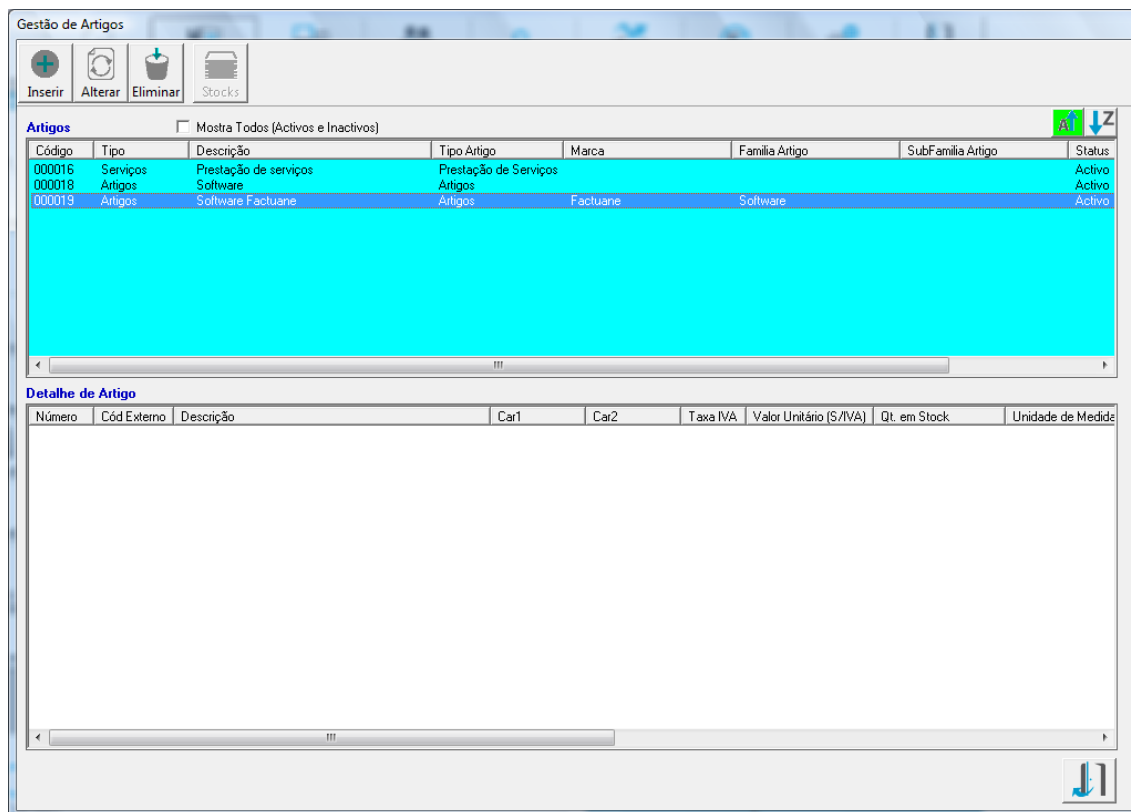 Gestão de Artigos
Inserir Alterar Eliminar Stocks
Artigos Mostra Todos (Activos e Inactivos) A Z
Código Tipo Descrição Tipo Artigo Marca Familia Artigo SubFamilia Artigo Status
000016 Serviços Prestação de serviços Prestação de Serviços Activo
000018 Artigos Software Artigos Activo
000019 Artigos Software Factuane Artigos Factuane Software Activo
Detalhe de Artigo
Número Cód Externo Descrição Car1 Car2 Taxa IVA Valor Unitário (S/IVA) Qt. em Stock Unidade de Medida